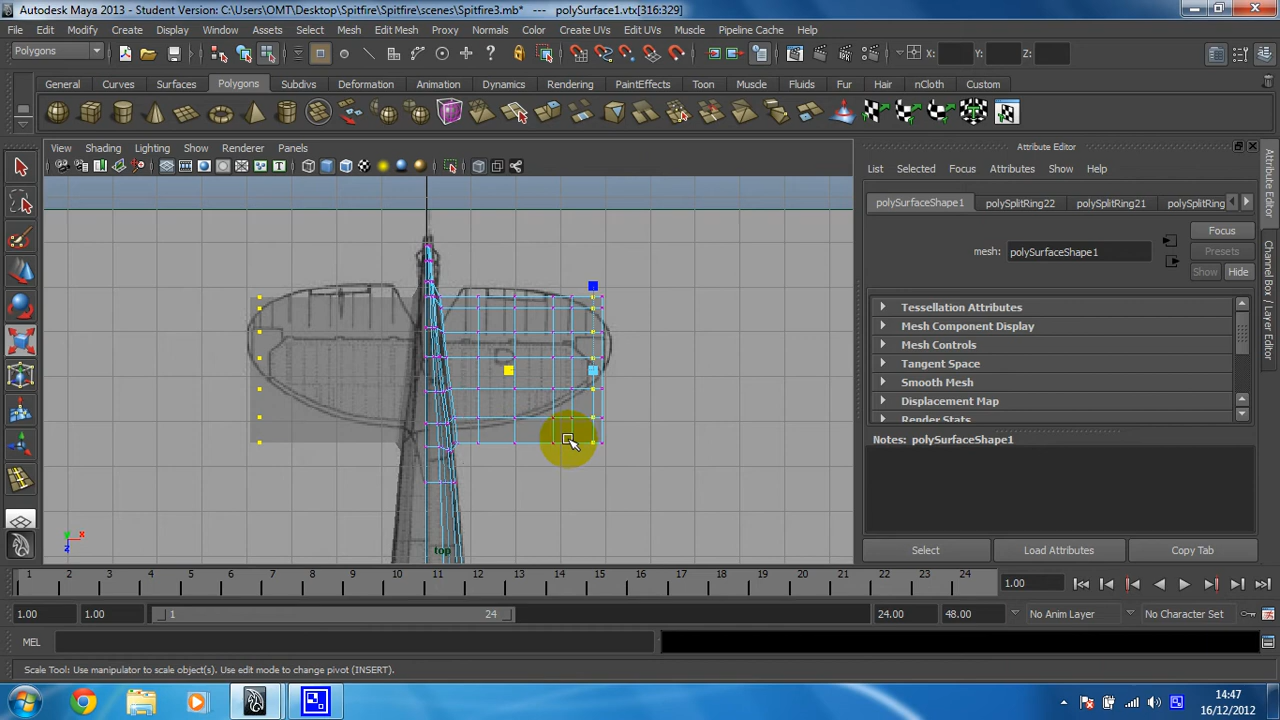 Autodesk Maya 2013 - Student Version: C:\Users\OMT\Desktop\Spitfire\Spitfire\scenes\Spitfire3.mb* --- polySurface1.vtx[316:329]
File Edit Modify Create Display Window Assets Select Mesh Edit Mesh Proxy Normals Color Create UVs Edit UVs Muscle Pipeline Cache Help
Polygons X: Y: Z:
General Curves Surfaces Polygons Subdivs Deformation Animation Dynamics Rendering PaintEffects Toon Muscle Fluids Fur Hair nCloth Custom
View Shading Lighting Show Renderer Panels
Attribute Editor
List Selected Focus Attributes Show Help
polySurfaceShape1 polySplitRing22 polySplitRing21 polySplitRing
mesh: polySurfaceShape1
Focus
Presets
Show Hide
Tessellation Attributes
Mesh Component Display
Mesh Controls
Tangent Space
Smooth Mesh
Displacement Map
Render Stats
Notes: polySurfaceShape1
Select Load Attributes Copy Tab
Attribute Editor
Channel Box / Layer Editor
top
y x
z
1 2 3 4 5 6 7 8 9 10 11 12 13 14 15 16 17 18 19 20 21 22 23 24 1.00
1.00 1.00 1 24 24.00 48.00 No Anim Layer No Character Set
MEL
Scale Tool: Use manipulator to scale object(s). Use edit mode to change pivot (INSERT).
14:47
16/12/2012